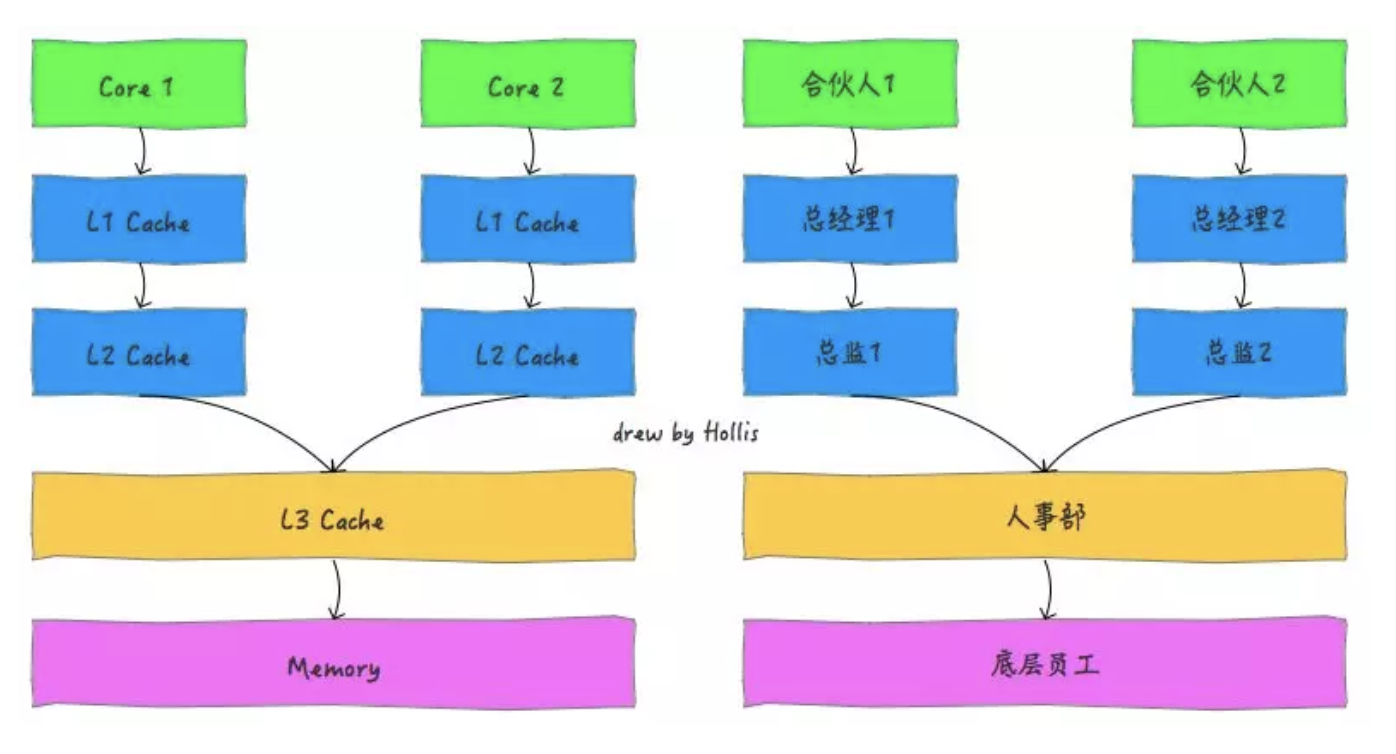 Core 1
Core 2
合伙人1
合伙人2
L1 Cache
L1 Cache
总经理1
总经理2
L2 Cache
L2 Cache
总监1
总监2
drew by Hollis
L3 Cache
人事部
Memory
底层员工